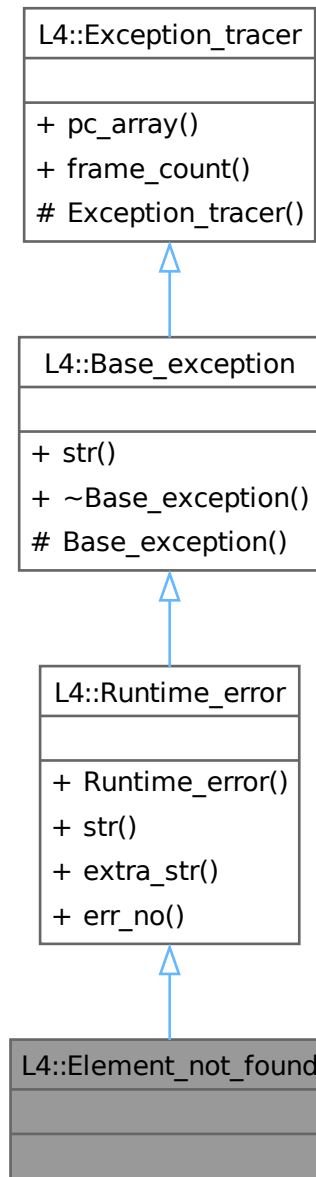 L4::Exception_tracer
+ pc_array()
+ frame_count()
# Exception_tracer()
L4::Base_exception
+ str()
+ ~Base_exception()
# Base_exception()
L4::Runtime_error
+ Runtime_error()
+ str()
+ extra_str()
+ err_no()
L4::Element_not_found